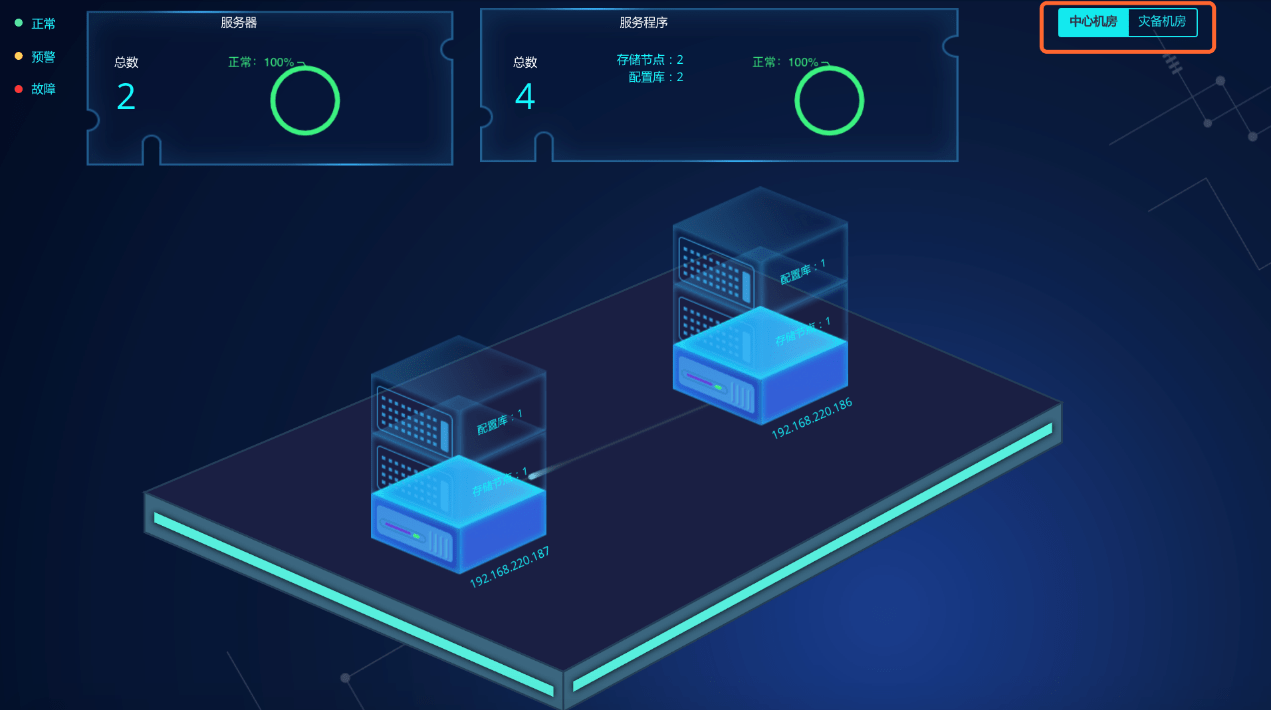 正常
预警
故障
服务器
总数
2
正常: 100%
服务程序
总数
4
存储节点：2
配置库：2
正常: 100%
中心机房
灾备机房
配置库：1
存储节点：1
192.168.220.186
配置库：1
存储节点：1
192.168.220.187